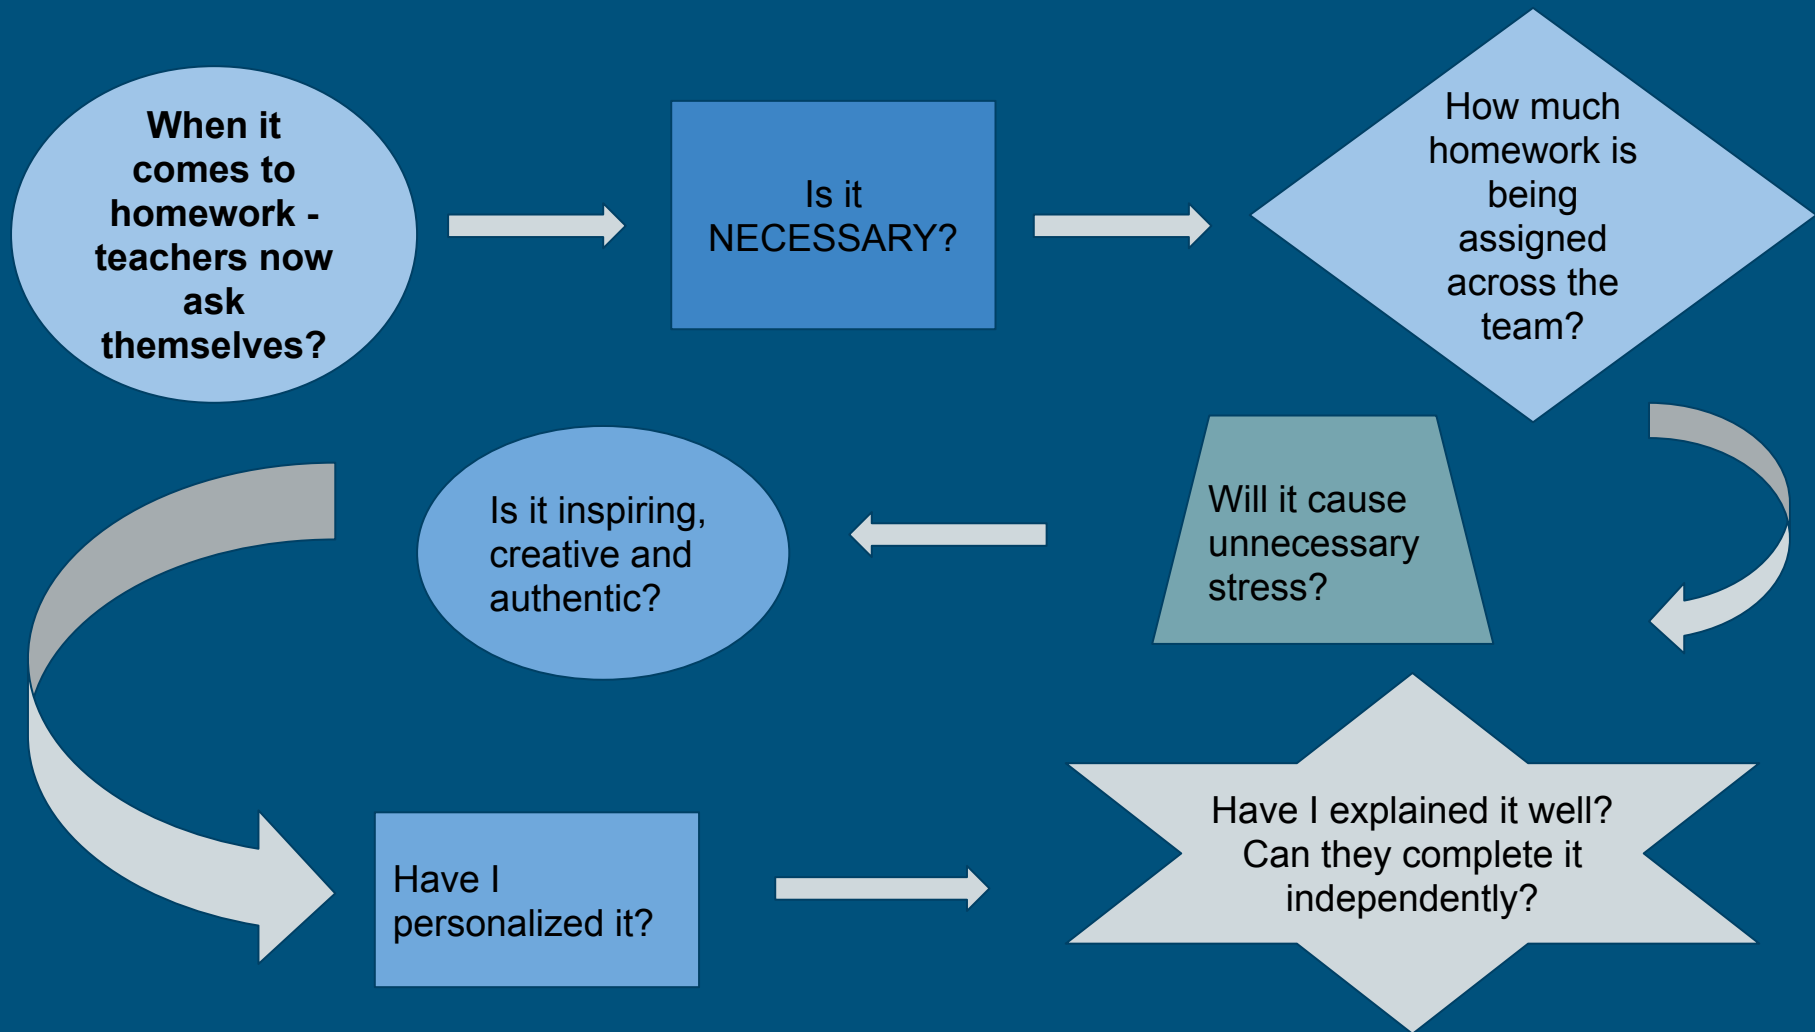 When it
comes to
homework -
teachers now
ask
themselves?
Is it
NECESSARY?
How much
homework is
being
assigned
across the
team?
Will it cause
unnecessary
stress?
Is it inspiring,
creative and
authentic?
Have I
personalized it?
Have I explained it well?
Can they complete it
independently?